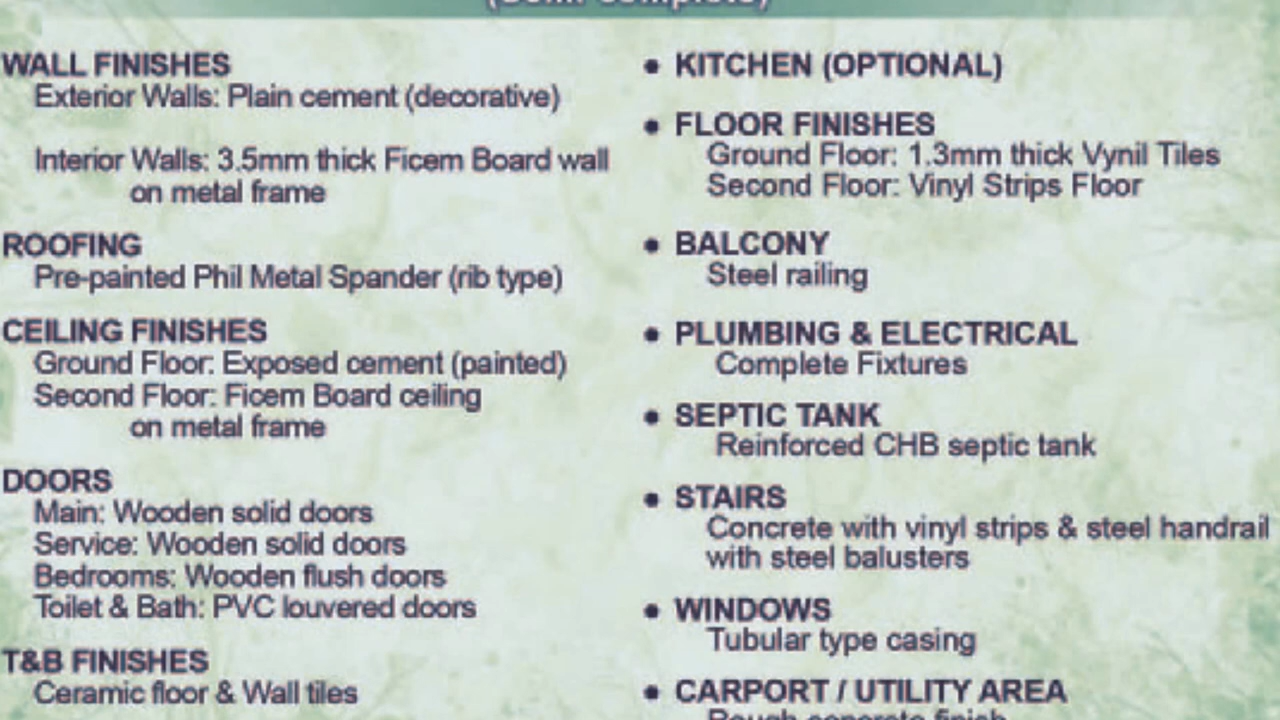 WALL FINISHES
Exterior Walls: Plain cement (decorative)
Interior Walls: 3.5mm thick Ficem Board wall
on metal frame
ROOFING
Pre-painted Phil Metal Spander (rib type)
CEILING FINISHES
Ground Floor: Exposed cement (painted)
Second Floor: Ficem Board ceiling
on metal frame
DOORS
Main: Wooden solid doors
Service: Wooden solid doors
Bedrooms: Wooden flush doors
Toilet & Bath: PVC louvered doors
T&B FINISHES
Ceramic floor & Wall tiles
• KITCHEN (OPTIONAL)
• FLOOR FINISHES
Ground Floor: 1.3mm thick Vynil Tiles
Second Floor: Vinyl Strips Floor
• BALCONY
Steel railing
• PLUMBING & ELECTRICAL
Complete Fixtures
• SEPTIC TANK
Reinforced CHB septic tank
• STAIRS
Concrete with vinyl strips & steel handrail
with steel balusters
• WINDOWS
Tubular type casing
• CARPORT / UTILITY AREA
Rough concrete finish